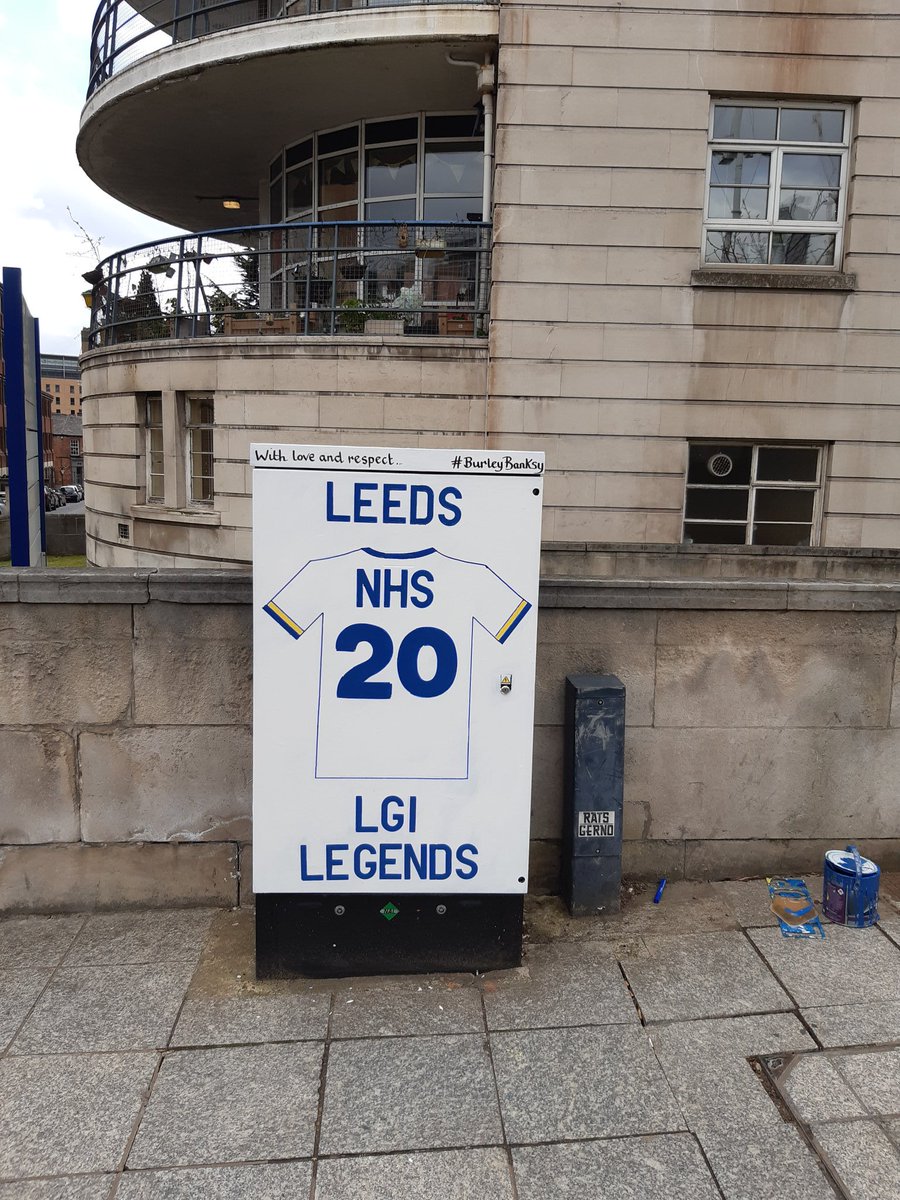 With love and respect.. #BurleyBanksy
LEEDS
NHS
20
LGI
LEGENDS
RATS
GERNO